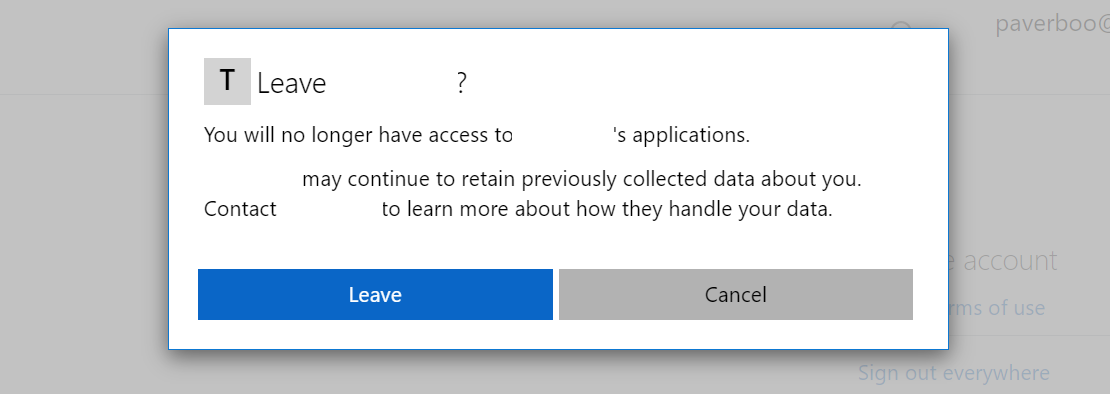 paverboo@
T Leave ?
You will no longer have access to 's applications.
may continue to retain previously collected data about you.
Contact to learn more about how they handle your data.
account
Leave Cancel
of use
Sign out everywhere